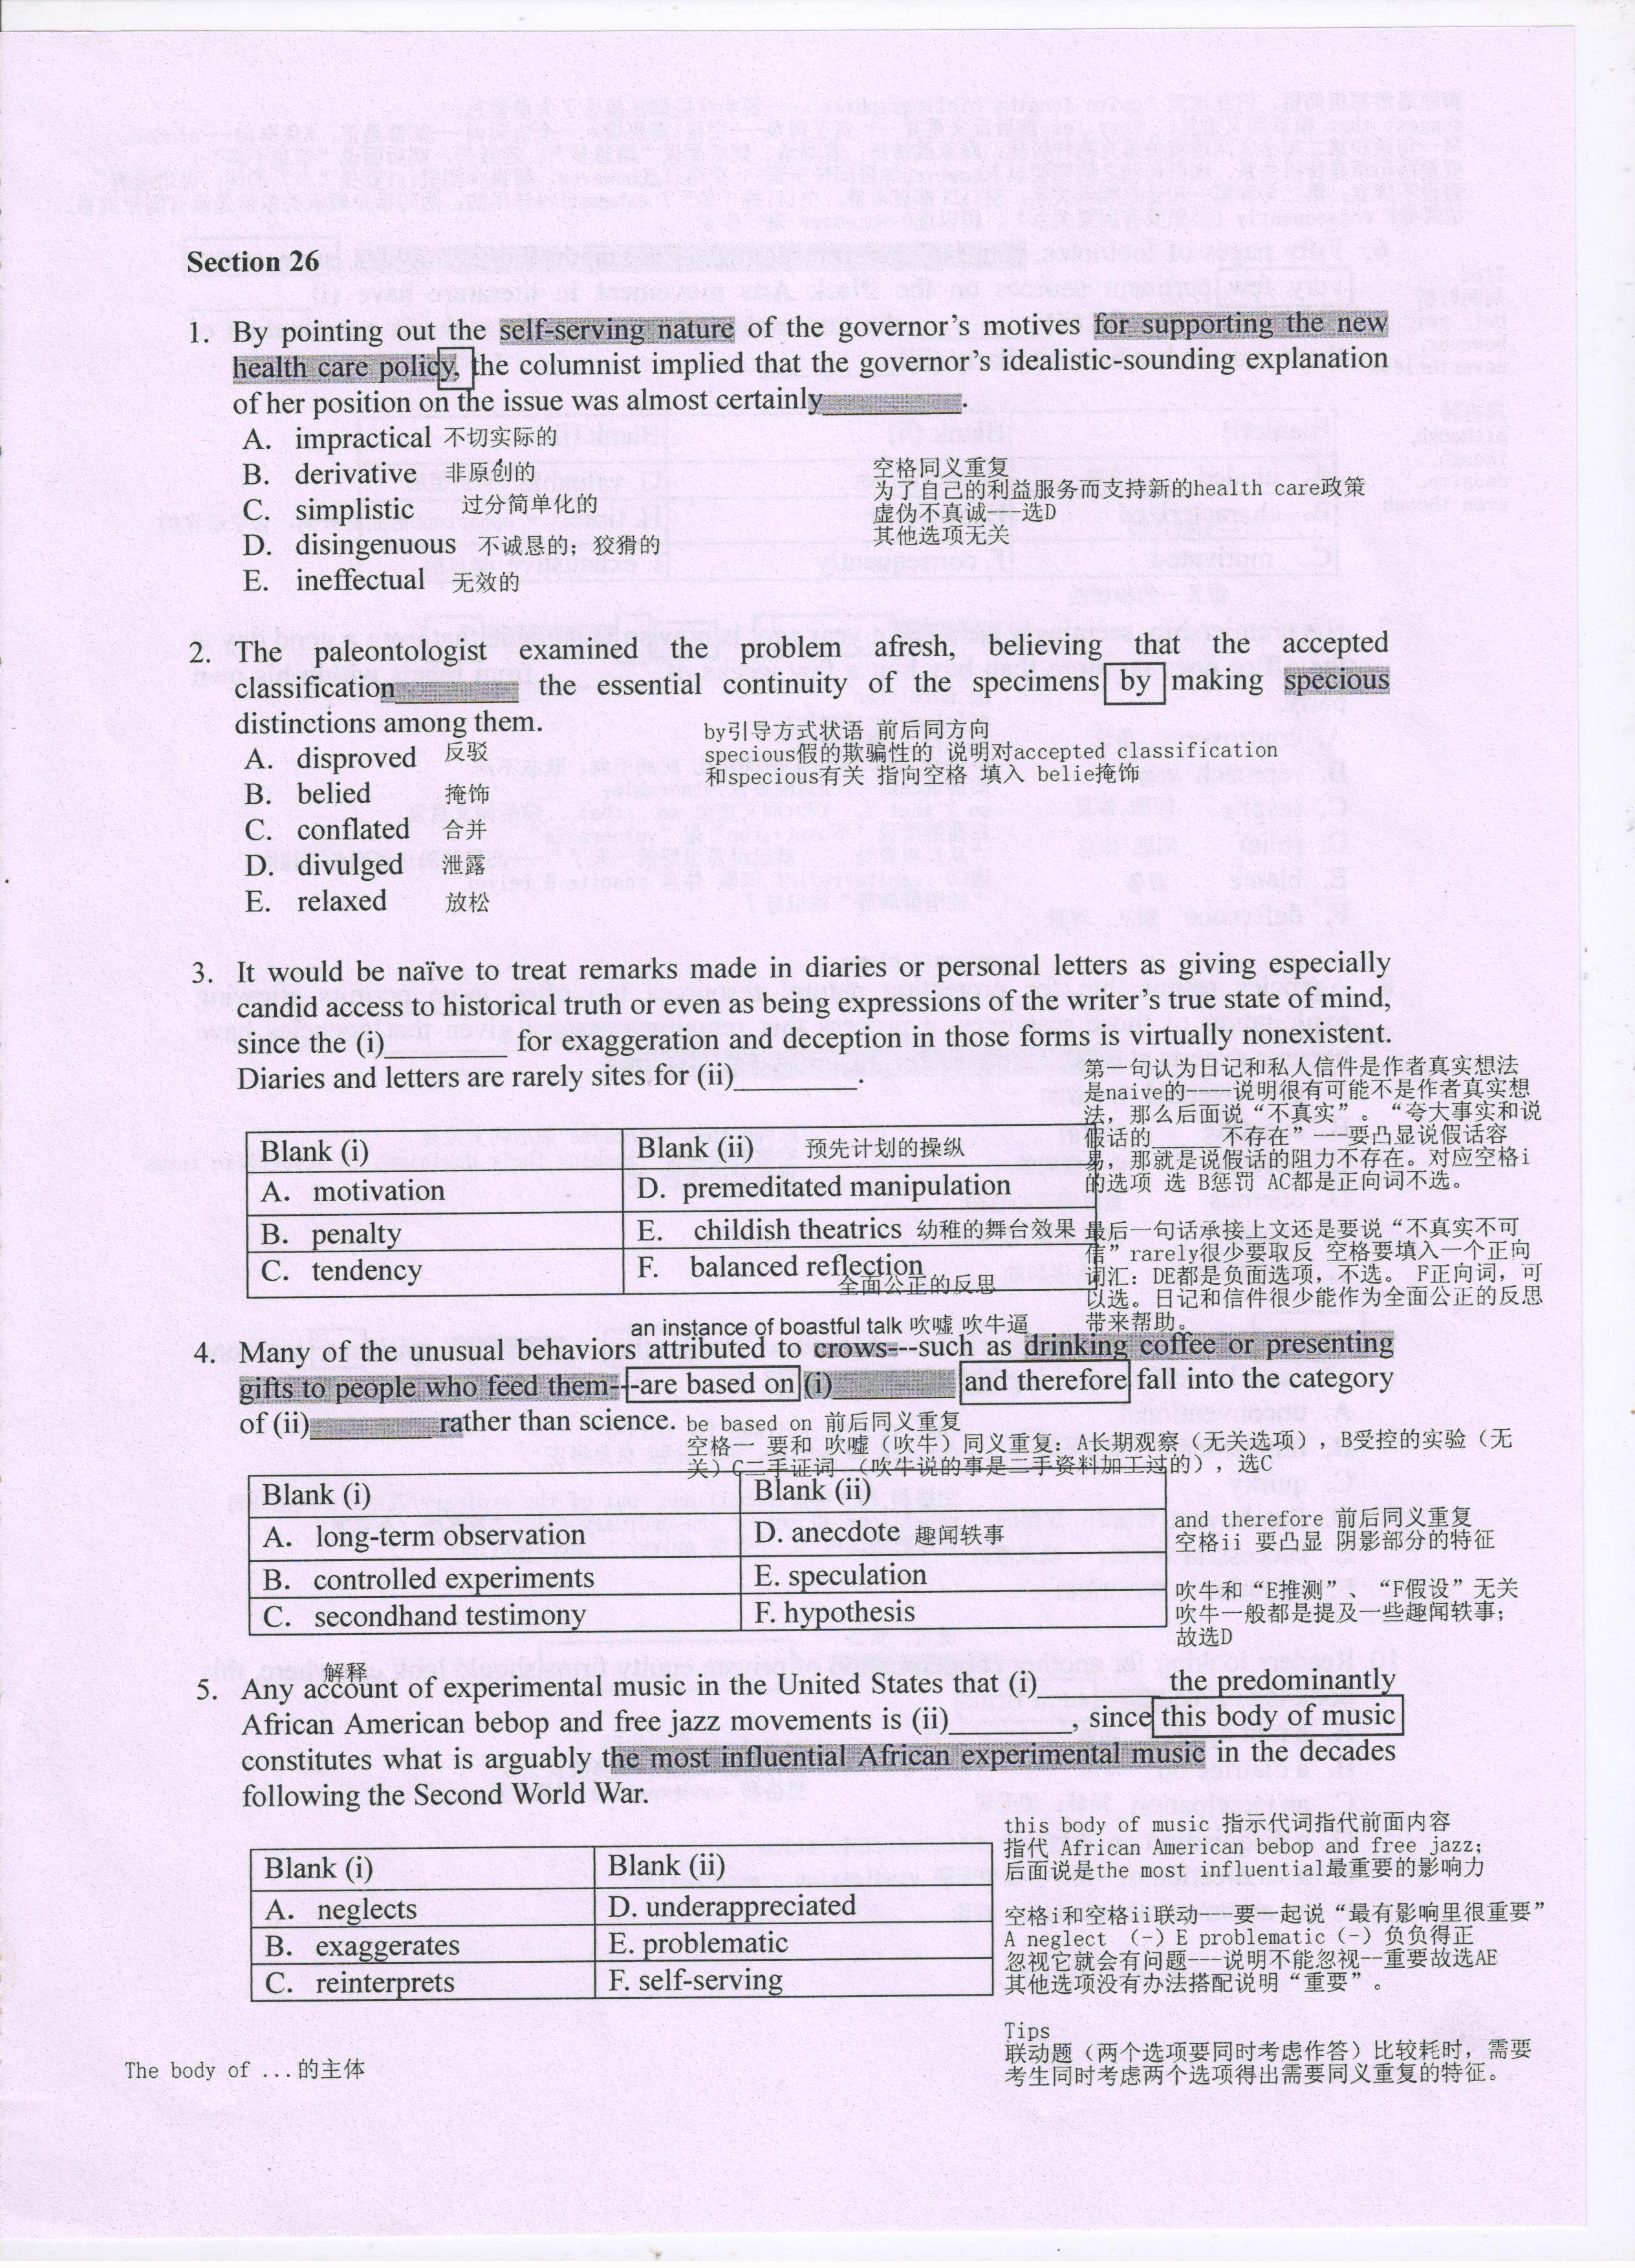 Section 26
1. By pointing out the self-serving nature of the governor's motives for supporting the new
health care policy, the columnist implied that the governor's idealistic-sounding explanation
of her position on the issue was almost certainly__________.
A. impractical 不切实际的
B. derivative 非原创的
C. simplistic 过分简单化的
D. disingenuous 不诚恳的；狡猾的
E. ineffectual 无效的
空格同义重复
为了自己的利益服务而支持新的health care政策
虚伪不真诚---选D
其他选项无关
2. The paleontologist examined the problem afresh, believing that the accepted
classification__________ the essential continuity of the specimens by making specious
distinctions among them.
A. disproved 反驳
B. belied 掩饰
C. conflated 合并
D. divulged 泄露
E. relaxed 放松
by引导方式状语 前后同方向
specious假的欺骗性的 说明对accepted classification
和specious有关 指向空格 填入 belie掩饰
3. It would be naïve to treat remarks made in diaries or personal letters as giving especially
candid access to historical truth or even as being expressions of the writer's true state of mind,
since the (i)__________ for exaggeration and deception in those forms is virtually nonexistent.
Diaries and letters are rarely sites for (ii)__________.
Blank (i) Blank (ii) 预先计划的操纵
A. motivation D. premeditated manipulation
B. penalty E. childish theatrics 幼稚的舞台效果
C. tendency F. balanced reflection
全面公正的反思
第一句认为日记和私人信件是作者真实想法
是naive的----说明很有可能不是作者真实想
法，那么后面说“不真实”。“夸大事实和说
假话的_____不存在”---要凸显说假话容
易，那就是说假话的阻力不存在。对应空格i
的选项 选 B惩罚 AC都是正向词不选。
最后一句话承接上文还是要说“不真实不可
信”rarely很少要取反 空格要填入一个正向
词汇：DE都是负面选项，不选。 F正向词，可
以选。日记和信件很少能作为全面公正的反思
带来帮助。
an instance of boastful talk 吹嘘 吹牛逼
4. Many of the unusual behaviors attributed to crows---such as drinking coffee or presenting
gifts to people who feed them---are based on (i)__________ and therefore fall into the category
of (ii)__________ rather than science.
be based on 前后同义重复
空格一 要和 吹嘘（吹牛）同义重复：A长期观察（无关选项），B受控的实验（无
关）C二手证词 （吹牛说的事是二手资料加工过的），选C
Blank (i) Blank (ii)
A. long-term observation D. anecdote 趣闻轶事
B. controlled experiments E. speculation
C. secondhand testimony F. hypothesis
and therefore 前后同义重复
空格ii 要凸显 阴影部分的特征
吹牛和“E推测”、“F假设”无关
吹牛一般都是提及一些趣闻轶事；
故选D
解释
5. Any account of experimental music in the United States that (i)__________ the predominantly
African American bebop and free jazz movements is (ii)__________, since this body of music
constitutes what is arguably the most influential African experimental music in the decades
following the Second World War.
Blank (i) Blank (ii)
A. neglects D. underappreciated
B. exaggerates E. problematic
C. reinterprets F. self-serving
this body of music 指示代词指代前面内容
指代 African American bebop and free jazz；
后面说是the most influential最重要的影响力
空格i和空格ii联动---要一起说“最有影响里很重要”
A neglect （-）E problematic（-）负负得正
忽视它就会有问题---说明不能忽视--重要故选AE
其他选项没有办法搭配说明“重要”。
Tips
联动题（两个选项要同时考虑作答）比较耗时，需要
考生同时考虑两个选项得出需要同义重复的特征。
The body of ...的主体